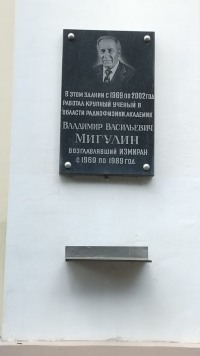 В ЭТОМ ЗДАНИИ С 1969 ПО 2002 ГОД
РАБОТАЛ КРУПНЫЙ УЧЕНЫЙ В
ОБЛАСТИ РАДИОФИЗИКИ, АКАДЕМИК
ВЛАДИМИР ВАСИЛЬЕВИЧ
МИГУЛИН
ВОЗГЛАВЛЯВШИЙ ИЗМИРАН
С 1969 ПО 1989 ГОД